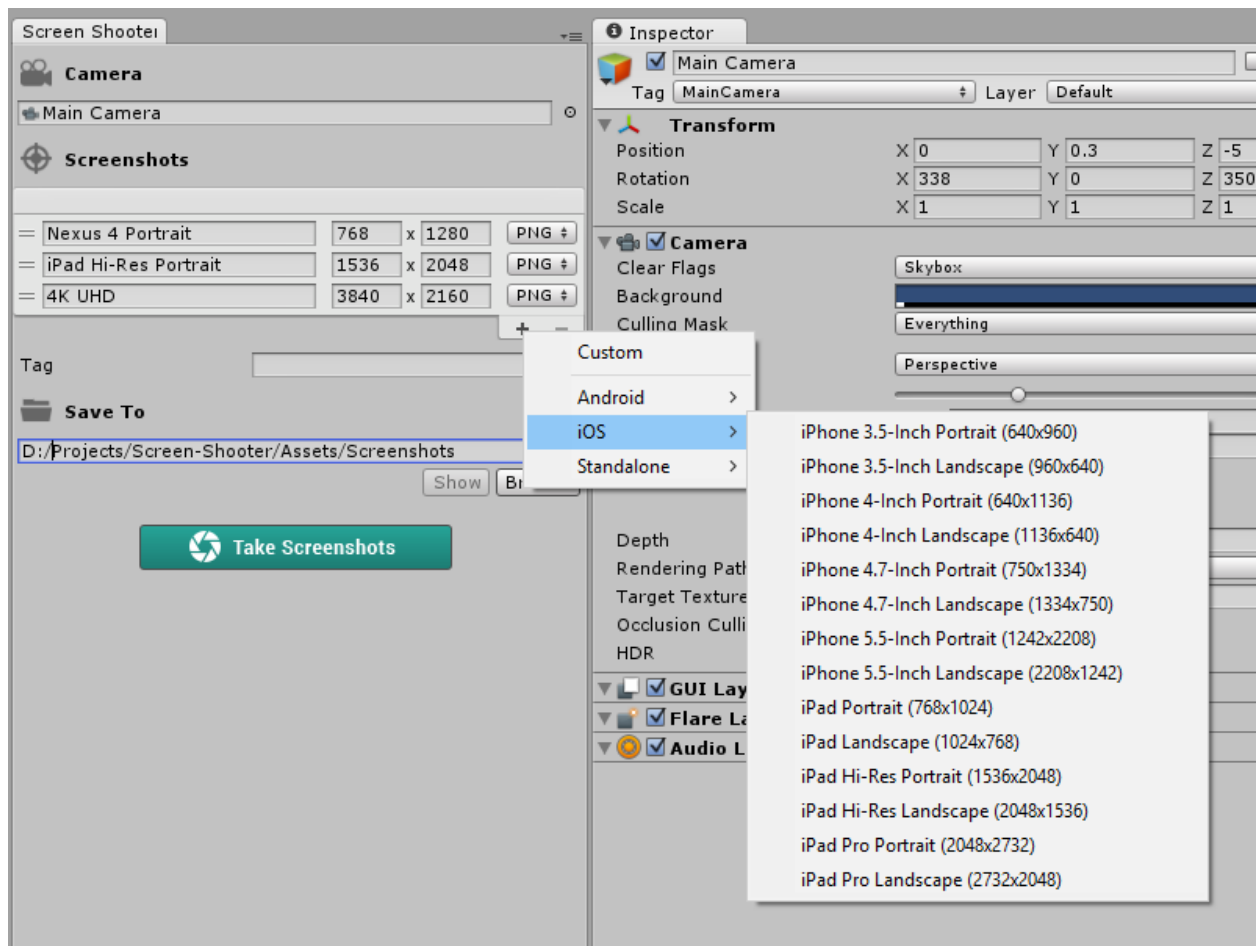 Screen Shooter
Camera
Main Camera
Screenshots
Nexus 4 Portrait 768 x 1280 PNG
iPad Hi-Res Portrait 1536 x 2048 PNG
4K UHD 3840 x 2160 PNG
+ −
Tag
Save To
D:/Projects/Screen-Shooter/Assets/Screenshots
Show
Take Screenshots
Custom
Android
iOS
Standalone
iPhone 3.5-Inch Portrait (640x960)
iPhone 3.5-Inch Landscape (960x640)
iPhone 4-Inch Portrait (640x1136)
iPhone 4-Inch Landscape (1136x640)
iPhone 4.7-Inch Portrait (750x1334)
iPhone 4.7-Inch Landscape (1334x750)
iPhone 5.5-Inch Portrait (1242x2208)
iPhone 5.5-Inch Landscape (2208x1242)
iPad Portrait (768x1024)
iPad Landscape (1024x768)
iPad Hi-Res Portrait (1536x2048)
iPad Hi-Res Landscape (2048x1536)
iPad Pro Portrait (2048x2732)
iPad Pro Landscape (2732x2048)
Inspector
Main Camera
Tag MainCamera Layer Default
Transform
Position X 0 Y 0.3 Z -5
Rotation X 338 Y 0 Z 350
Scale X 1 Y 1 Z 1
Camera
Clear Flags Skybox
Background
Culling Mask Everything
Perspective
Depth
Rendering Path
Target Texture
Occlusion Culli
HDR
GUI Lay
Flare La
Audio L